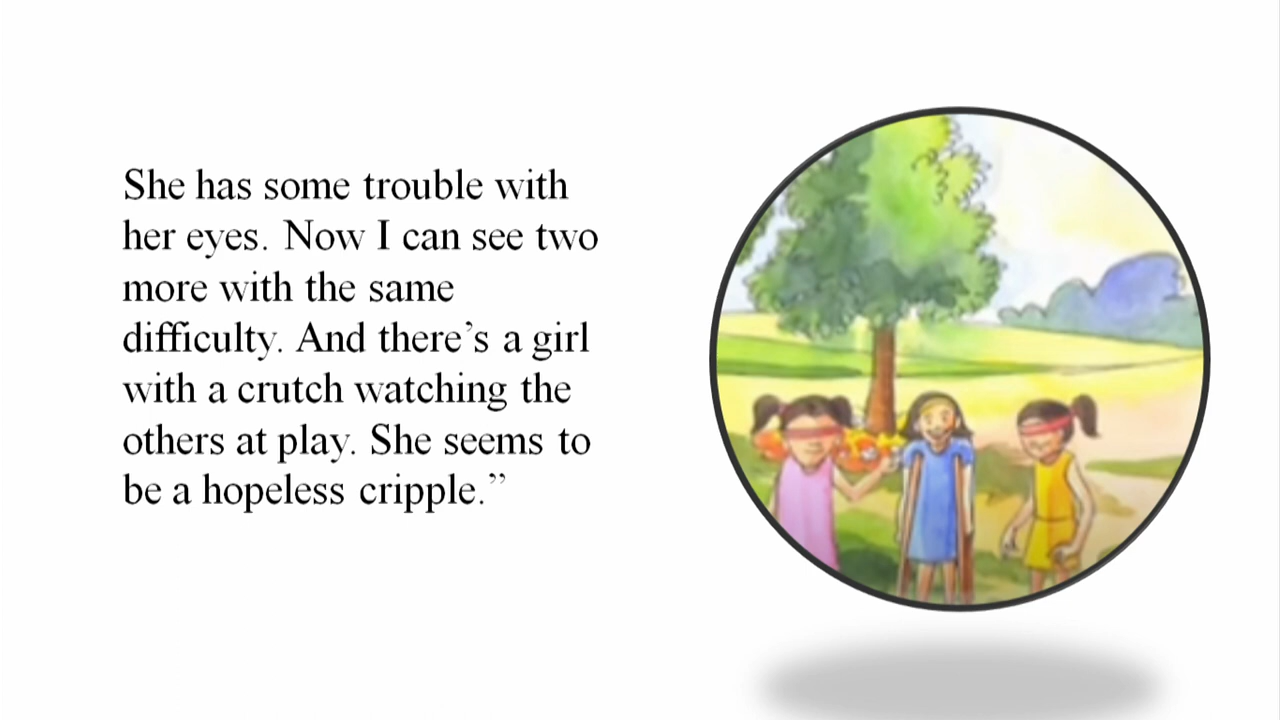 She has some trouble with
her eyes. Now I can see two
more with the same
difficulty. And there’s a girl
with a crutch watching the
others at play. She seems to
be a hopeless cripple.”